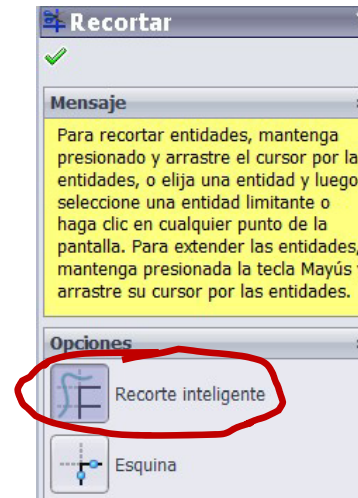 Recortar
Mensaje
Para recortar entidades, mantenga
presionado y arrastre el cursor por la
entidades, o elija una entidad y luego
seleccione una entidad limitante o
haga clic en cualquier punto de la
pantalla. Para extender las entidades,
mantenga presionada la tecla Mayús
arrastre su cursor por las entidades.
Opciones
Recorte inteligente
Esquina